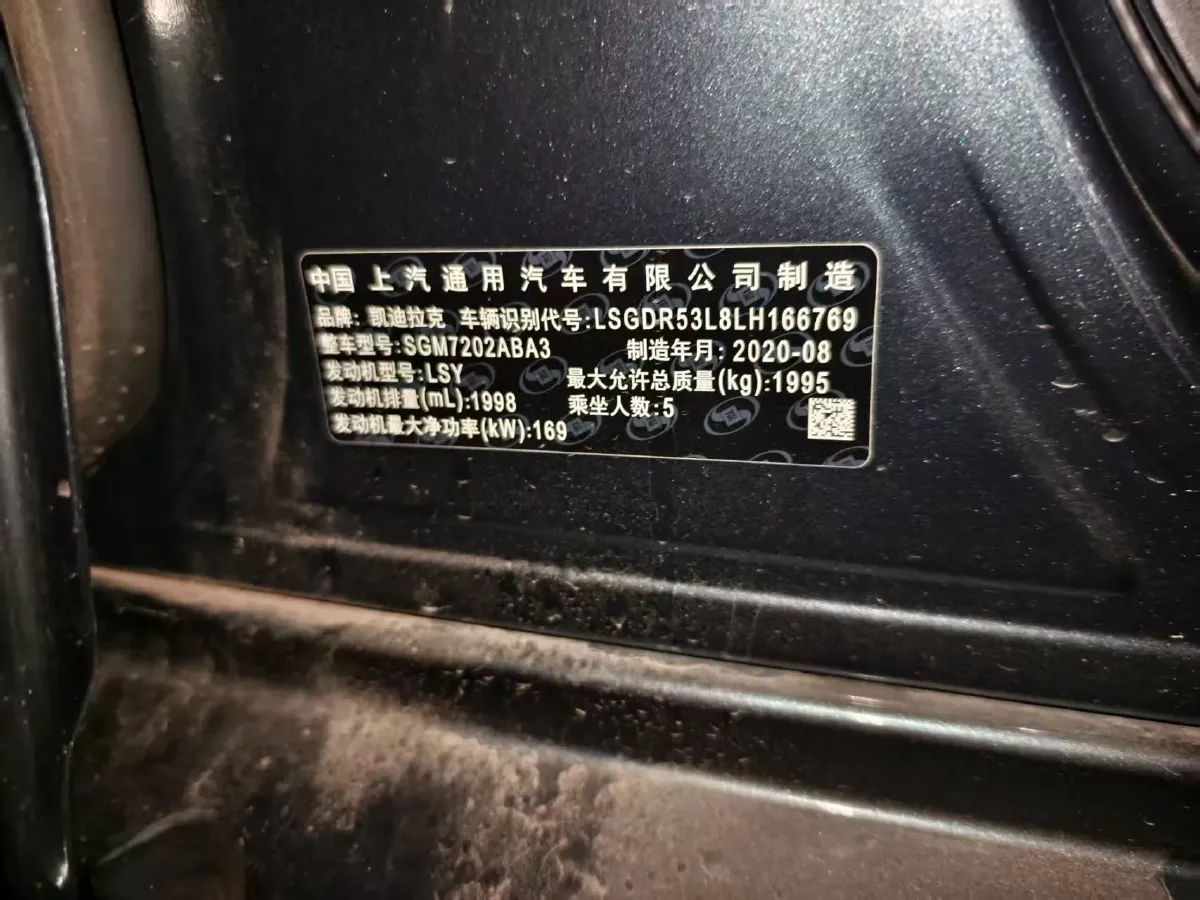 中国 上汽通用汽车有限公司制造
品牌: 凯迪拉克 车辆识别代号:LSGDR53L8LH166769
整车型号:SGM7202ABA3 制造年月: 2020-08
发动机型号:LSY 最大允许总质量(kg):1995
发动机排量(mL):1998 乘坐人数:5
发动机最大净功率(kW):169